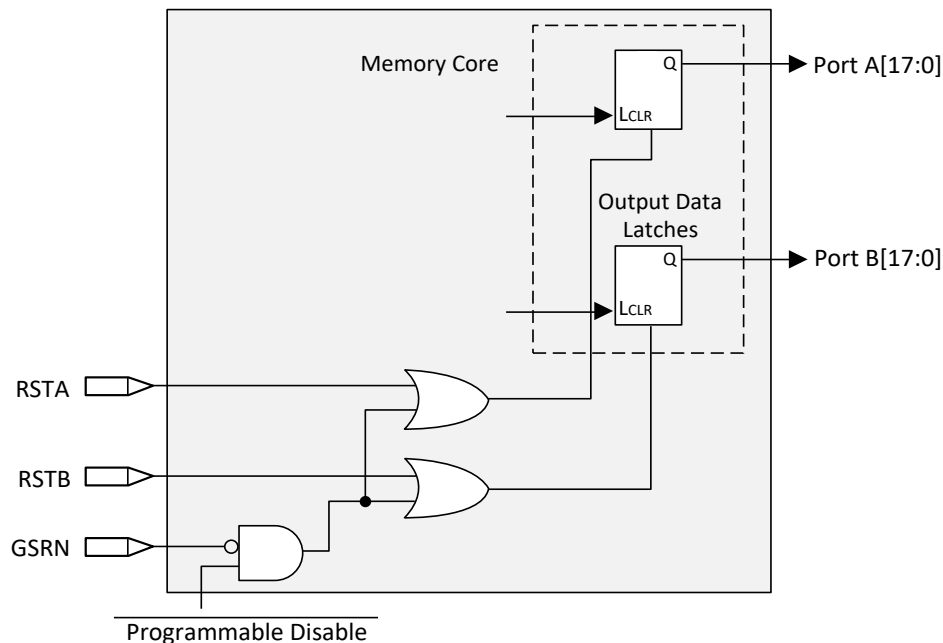 Memory Core
Q
Port A[17:0]
LCLR
Output Data
Latches
Q
Port B[17:0]
LCLR
RSTA
RSTB
GSRN
Programmable Disable